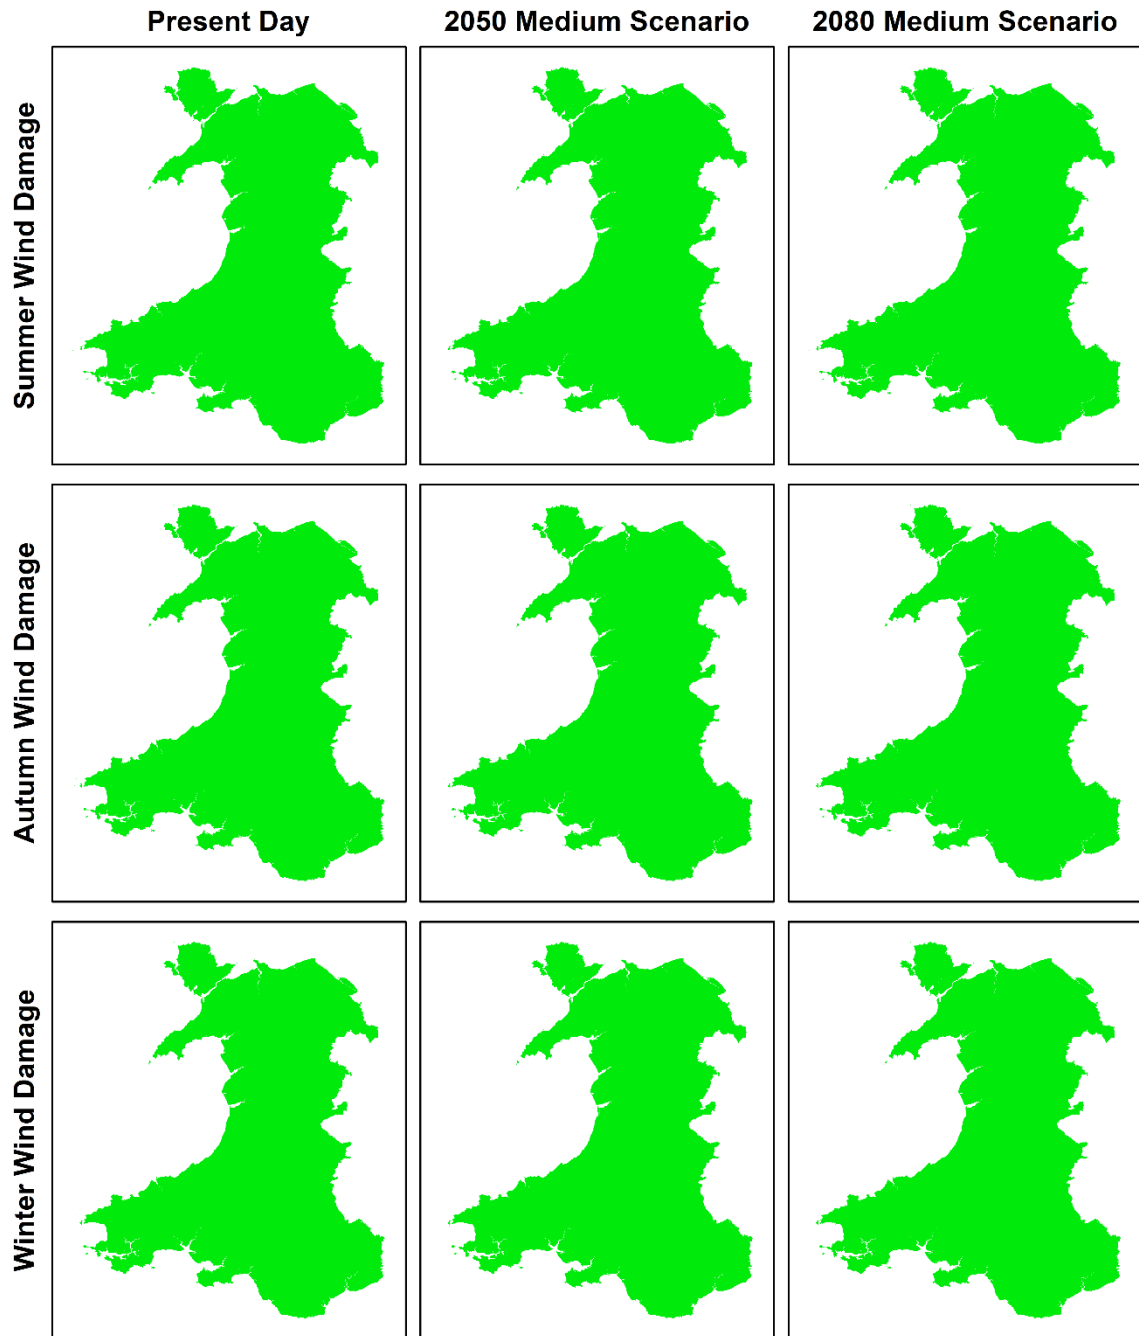 Present Day
2050 Medium Scenario
2080 Medium Scenario
Summer Wind Damage
Autumn Wind Damage
Winter Wind Damage